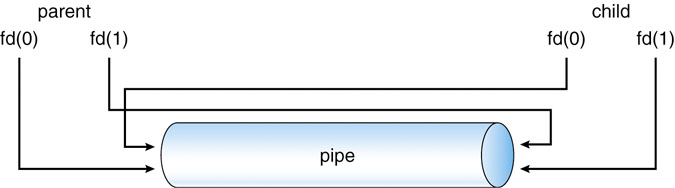 parent child
fd(0) fd(1) fd(0) fd(1)
pipe